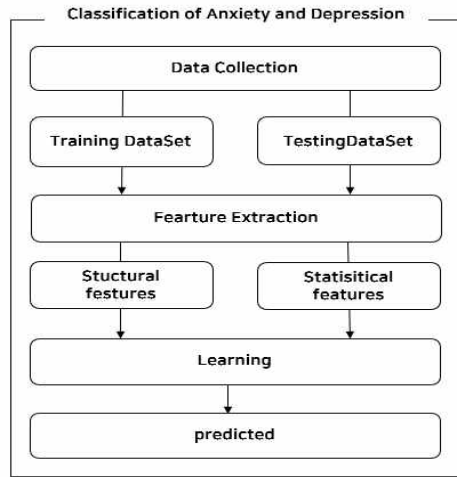 Classification of Anxiety and Depression
Data Collection
Training DataSet
TestingDataSet
Fearture Extraction
Stuctural
festures
Statisitical
features
Learning
predicted